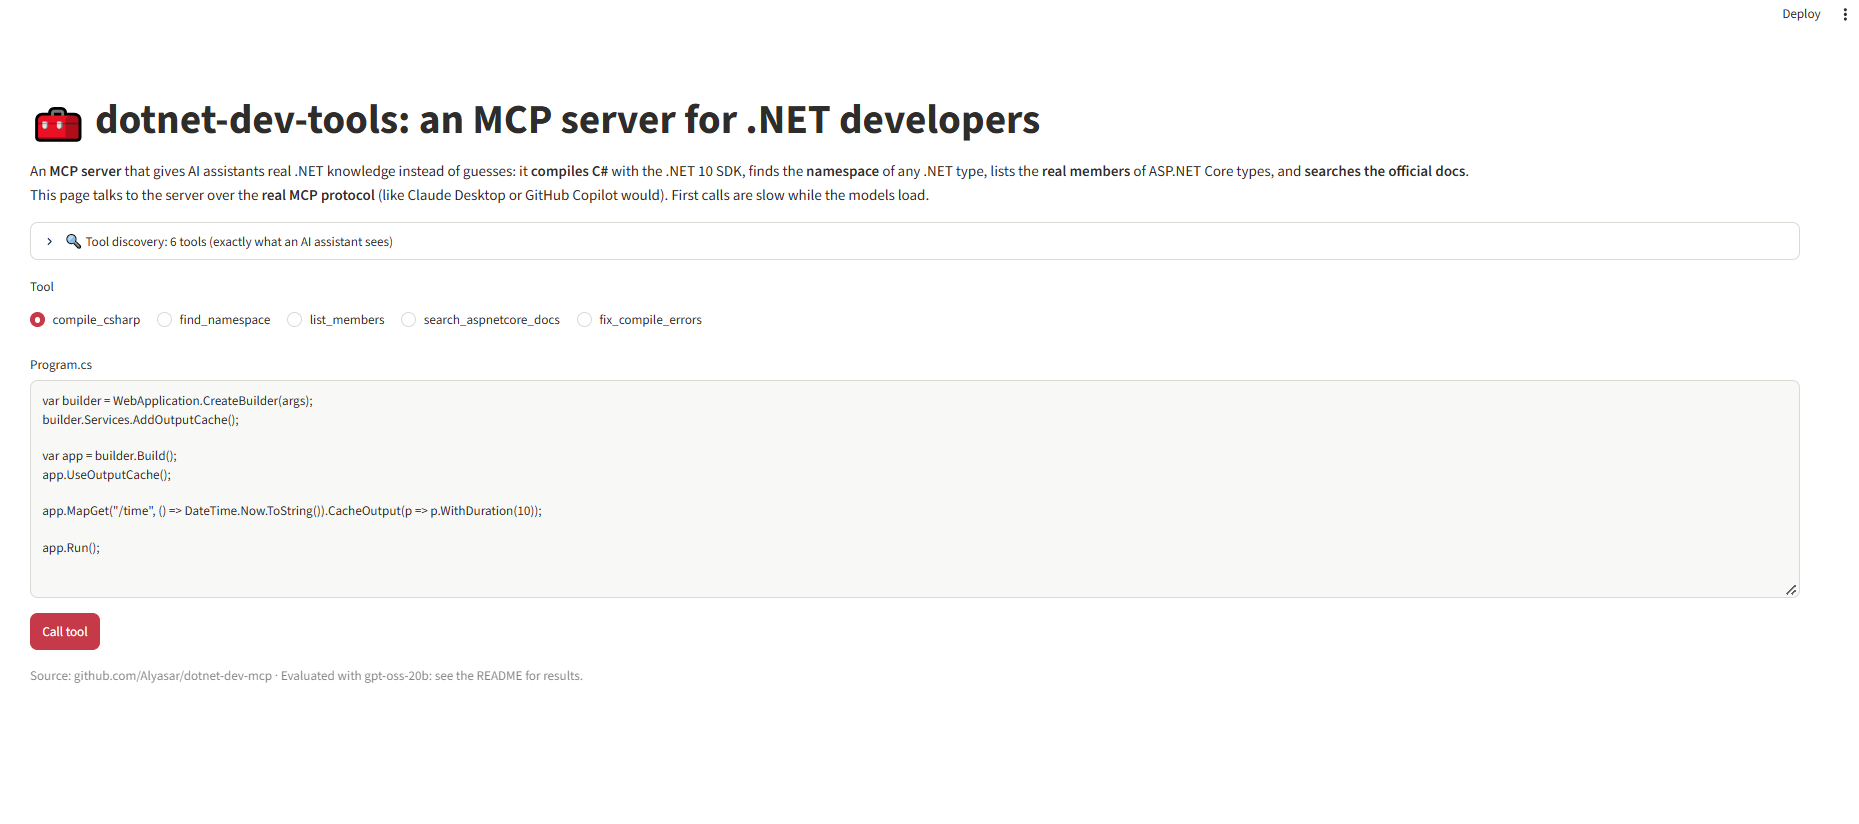 Deploy
dotnet-dev-tools: an MCP server for .NET developers
An MCP server that gives AI assistants real .NET knowledge instead of guesses: it compiles C# with the .NET 10 SDK, finds the namespace of any .NET type, lists the real members of ASP.NET Core types, and searches the official docs.
This page talks to the server over the real MCP protocol (like Claude Desktop or GitHub Copilot would). First calls are slow while the models load.
Tool discovery: 6 tools (exactly what an AI assistant sees)
Tool
compile_csharp find_namespace list_members search_aspnetcore_docs fix_compile_errors
Program.cs
var builder = WebApplication.CreateBuilder(args);
builder.Services.AddOutputCache();
var app = builder.Build();
app.UseOutputCache();
app.MapGet("/time", () => DateTime.Now.ToString()).CacheOutput(p => p.WithDuration(10));
app.Run();
Call tool
Source: github.com/Alyasar/dotnet-dev-mcp · Evaluated with gpt-oss-20b: see the README for results.